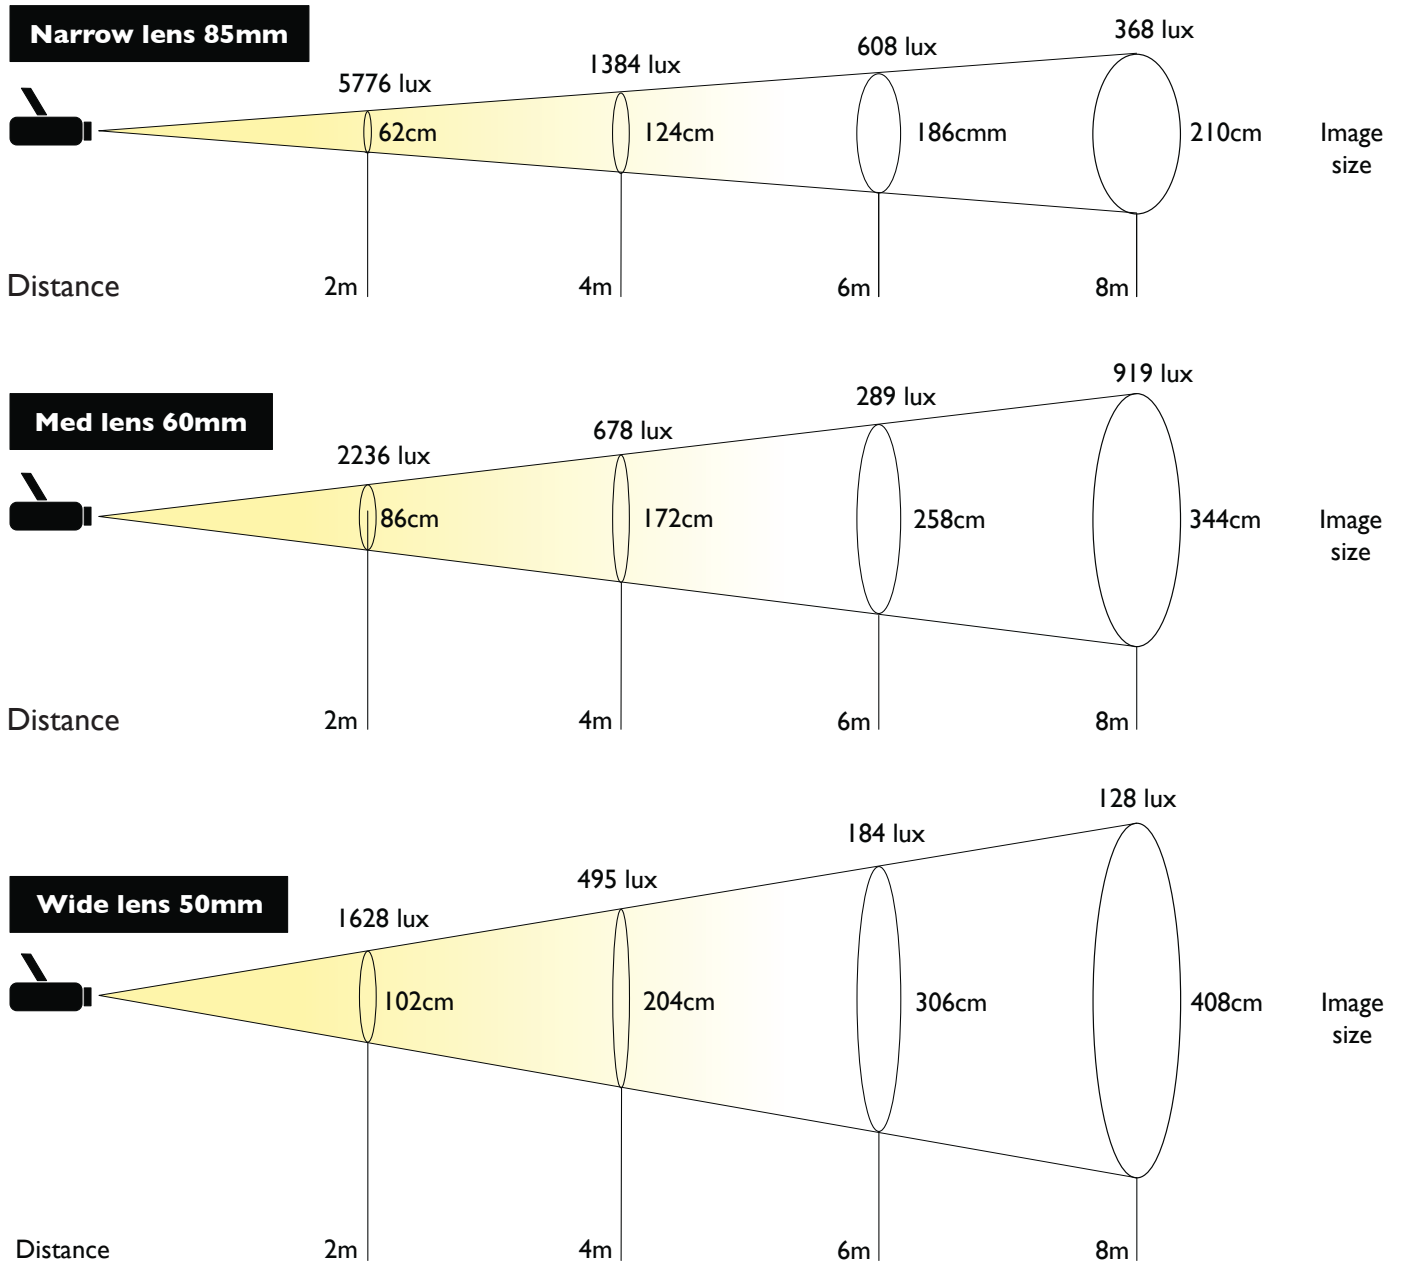 Narrow lens 85mm
5776 lux
1384 lux
608 lux
368 lux
62cm
124cm
186cmm
210cm
Image
size
Distance
2m
4m
6m
8m
Med lens 60mm
2236 lux
678 lux
289 lux
919 lux
86cm
172cm
258cm
344cm
Image
size
Distance
2m
4m
6m
8m
Wide lens 50mm
1628 lux
495 lux
184 lux
128 lux
102cm
204cm
306cm
408cm
Image
size
Distance
2m
4m
6m
8m